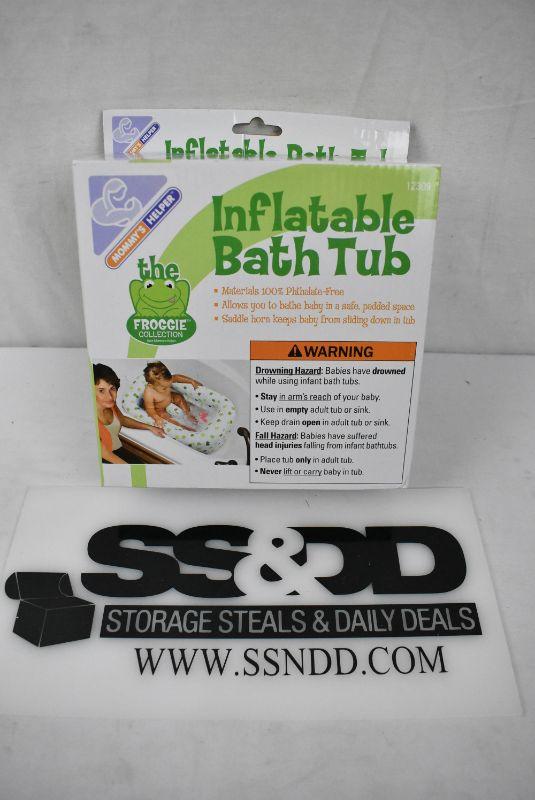 MOMMY'S HELPER
Inflatable Bath Tub
MOMMY'S HELPER™
12309
Inflatable
Bath Tub
the
FROGGIE™
COLLECTION
• Materials 100% Phthalate-Free
• Allows you to bathe baby in a safe, padded space
• Saddle horn keeps baby from sliding down in tub
WARNING
Drowning Hazard: Babies have drowned
while using infant bath tubs.
• Stay in arm's reach of your baby.
• Use in empty adult tub or sink.
• Keep drain open in adult tub or sink.
Fall Hazard: Babies have suffered
head injuries falling from infant bathtubs.
• Place tub only in adult tub.
• Never lift or carry baby in tub.
SS&DD
STORAGE STEALS & DAILY DEALS
WWW.SSNDD.COM